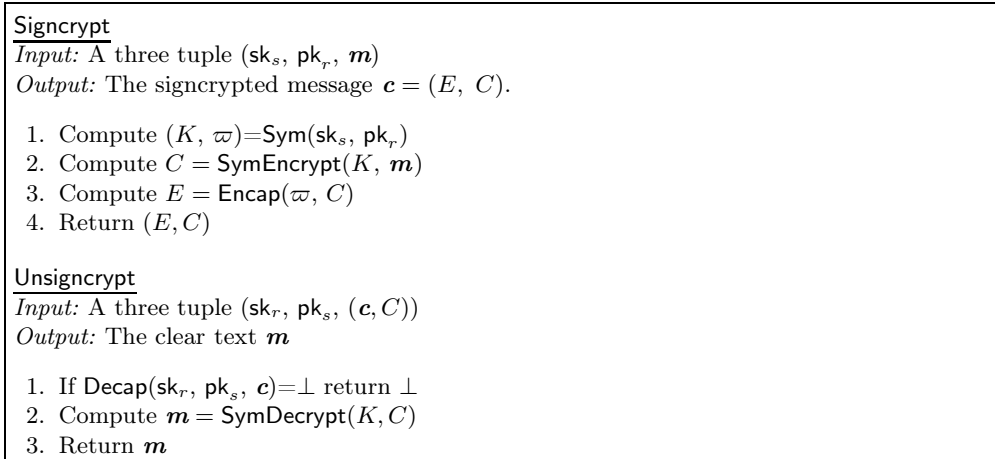 Signcrypt
Input: A three tuple (sk_s, pk_r, m)
Output: The signcrypted message c = (E, C).
1. Compute (K, ϖ)=Sym(sk_s, pk_r)
2. Compute C = SymEncrypt(K, m)
3. Compute E = Encap(ϖ, C)
4. Return (E, C)
Unsigncrypt
Input: A three tuple (sk_r, pk_s, (c, C))
Output: The clear text m
1. If Decap(sk_r, pk_s, c)=⊥ return ⊥
2. Compute m = SymDecrypt(K, C)
3. Return m